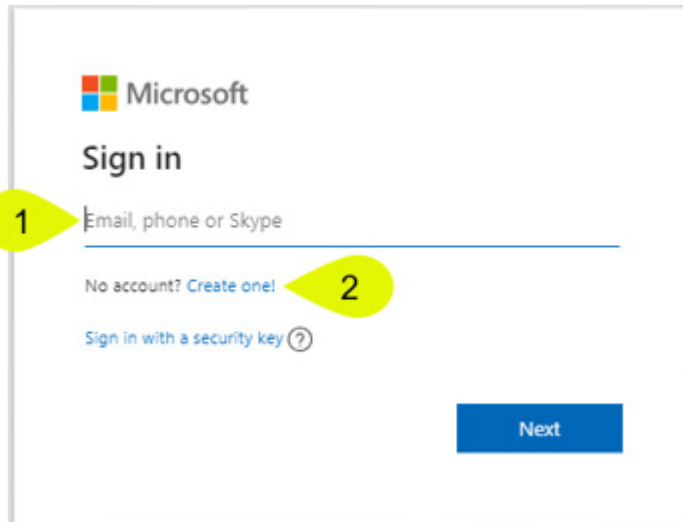 Microsoft
Sign in
1
Email, phone or Skype
No account? Create one!
2
Sign in with a security key ?
Next